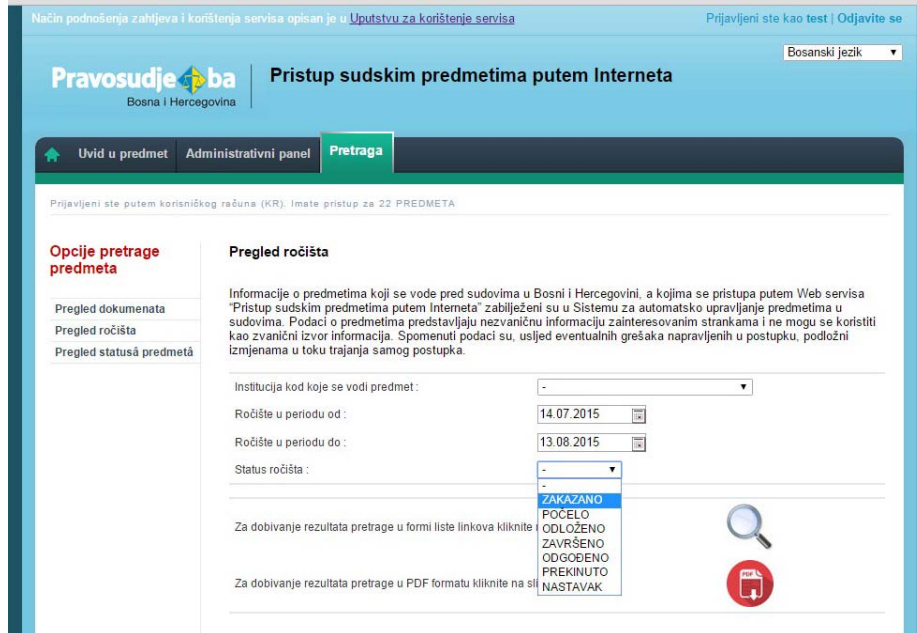 Način podnošenja zahtjeva i korištenja servisa opisan je u Uputstvu za korištenje servisa
Prijavljeni ste kao test | Odjavite se
Bosanski jezik
Pravosudje ba
Bosna i Hercegovina
Pristup sudskim predmetima putem Interneta
Uvid u predmet Administrativni panel Pretraga
Prijavljeni ste putem korisničkog računa (KR). Imate pristup za 22 PREDMETA
Opcije pretrage
predmeta
Pregled dokumenata
Pregled ročišta
Pregled statusâ predmetâ
Pregled ročišta
Informacije o predmetima koji se vode pred sudovima u Bosni i Hercegovini, a kojima se pristupa putem Web servisa
“Pristup sudskim predmetima putem Interneta” zabilježeni su u Sistemu za automatsko upravljanje predmetima u
sudovima. Podaci o predmetima predstavljaju nezvaničnu informaciju zainteresovanim strankama i ne mogu se koristiti
kao zvanični izvor informacija. Spomenuti podaci su, usljed eventualnih grešaka napravljenih u postupku, podložni
izmjenama u toku trajanja samog postupka.
Institucija kod koje se vodi predmet : -
Ročište u periodu od : 14.07.2015
Ročište u periodu do : 13.08.2015
Status ročišta : -
-
ZAKAZANO
POČELO
ODLOŽENO
ZAVRŠENO
ODGOĐENO
PREKINUTO
NASTAVAK
Za dobivanje rezultata pretrage u formi liste linkova kliknite
Za dobivanje rezultata pretrage u PDF formatu kliknite na
PDF